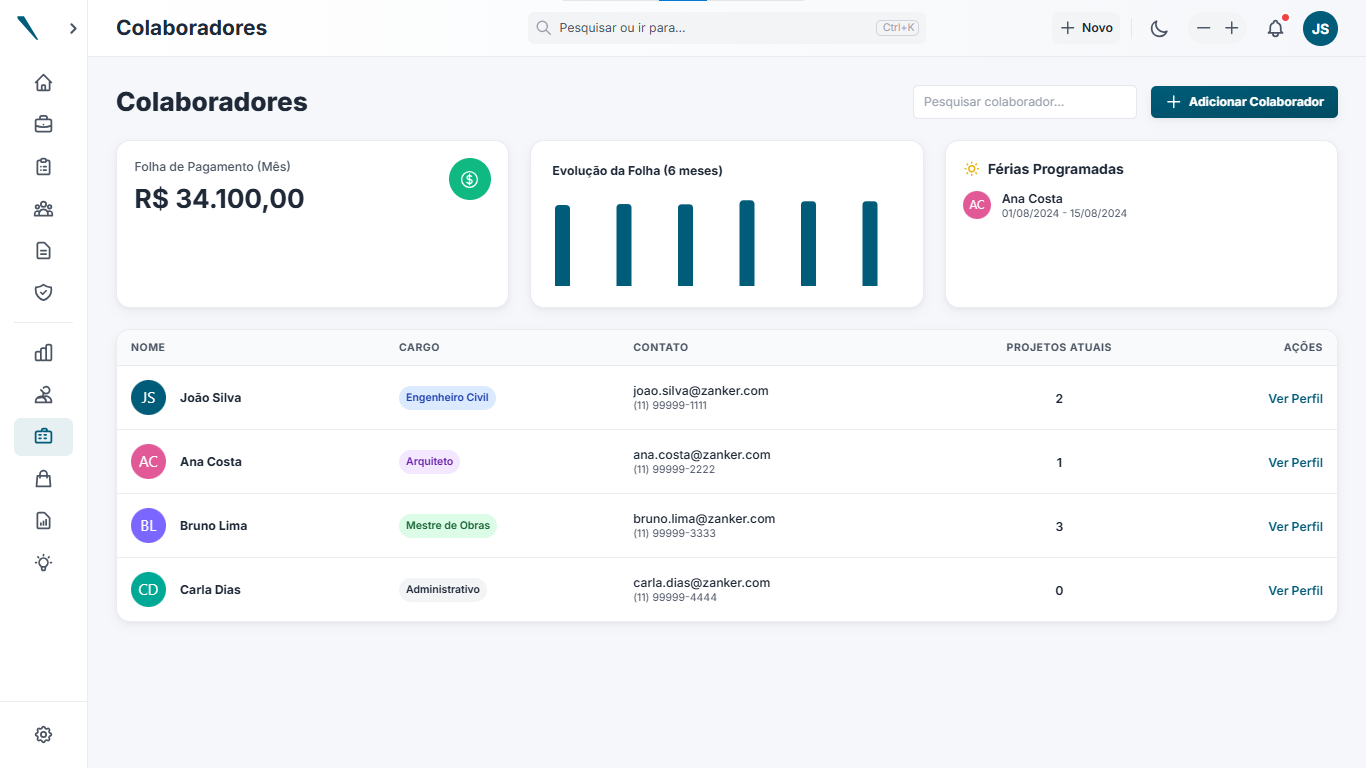 Colaboradores
Pesquisar ou ir para...
Ctrl+K
Novo
JS
Colaboradores
Pesquisar colaborador...
Adicionar Colaborador
Folha de Pagamento (Mês)
R$ 34.100,00
Evolução da Folha (6 meses)
Férias Programadas
AC
Ana Costa
01/08/2024 - 15/08/2024
NOME CARGO CONTATO PROJETOS ATUAIS AÇÕES
JS João Silva Engenheiro Civil joao.silva@zanker.com 2 Ver Perfil
(11) 99999-1111
AC Ana Costa Arquiteto ana.costa@zanker.com 1 Ver Perfil
(11) 99999-2222
BL Bruno Lima Mestre de Obras bruno.lima@zanker.com 3 Ver Perfil
(11) 99999-3333
CD Carla Dias Administrativo carla.dias@zanker.com 0 Ver Perfil
(11) 99999-4444